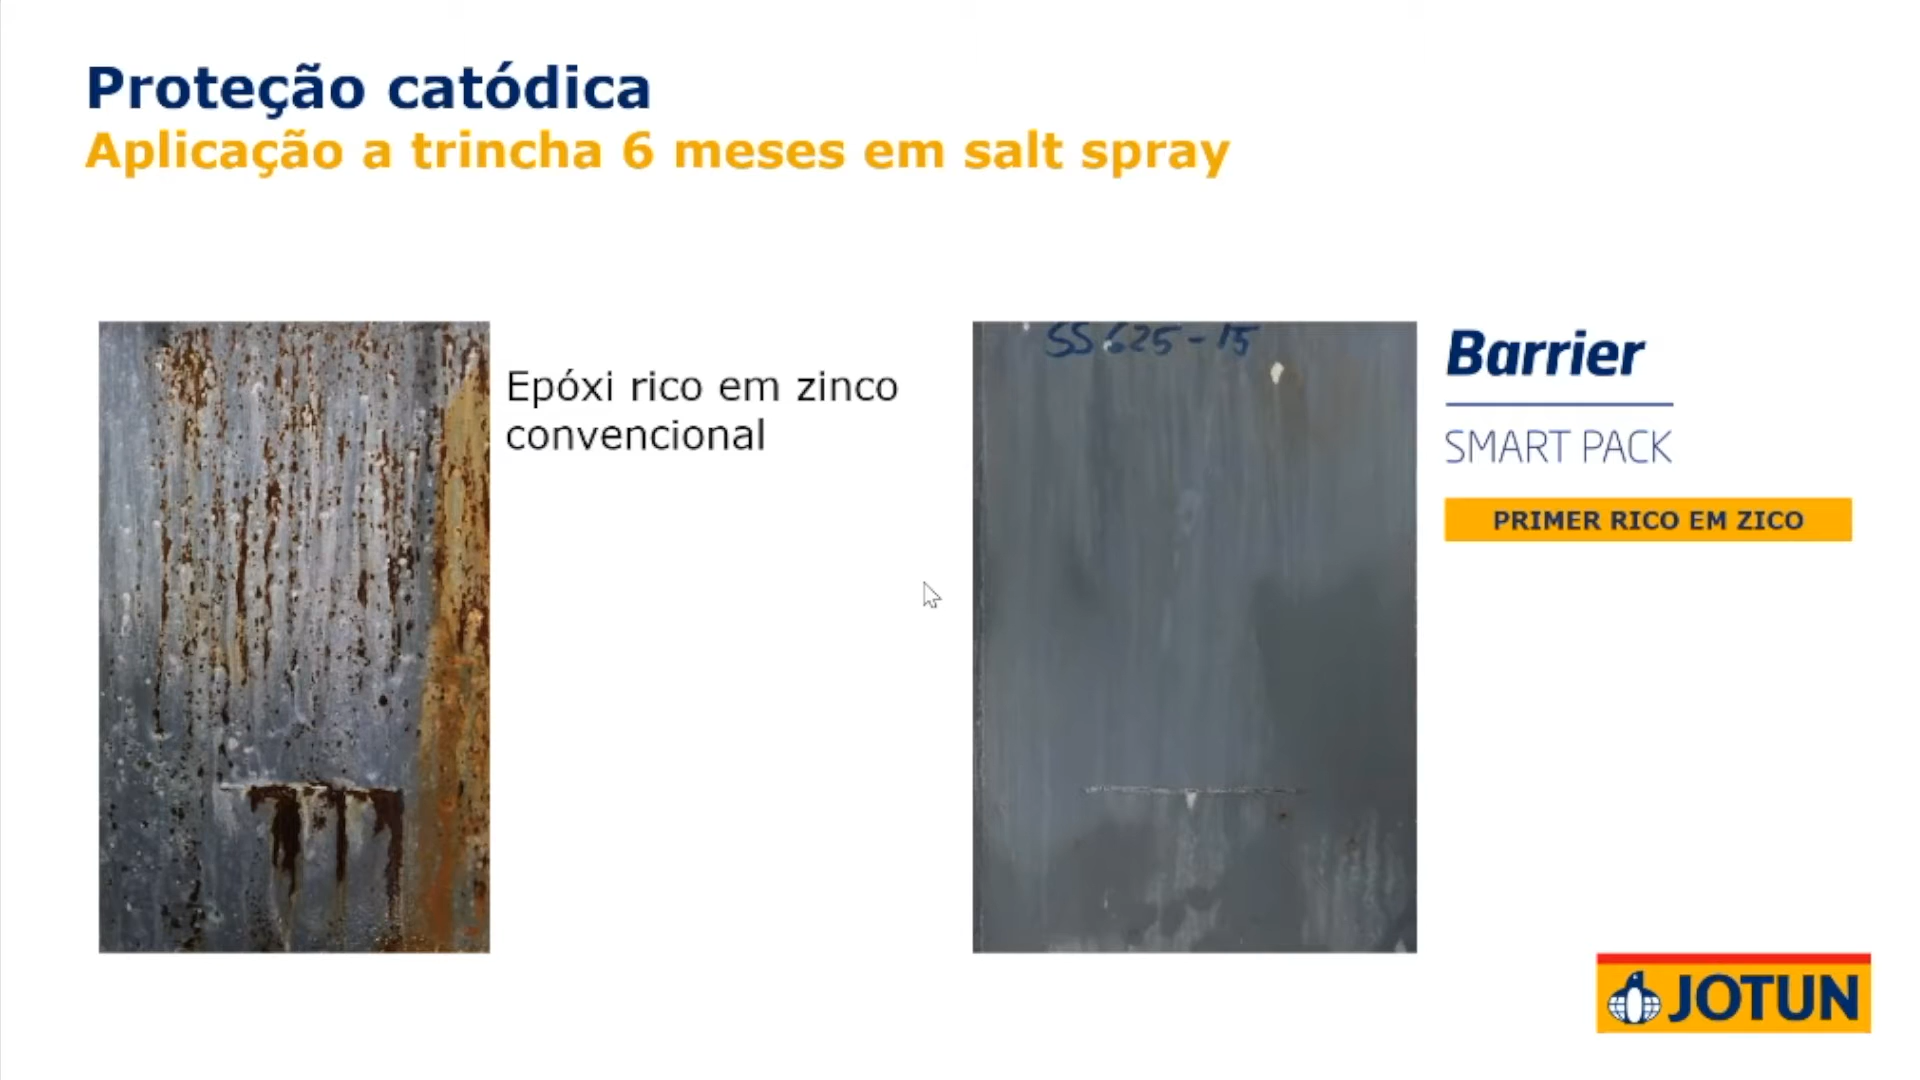 Proteção catódica
Aplicação a trincha 6 meses em salt spray
Epóxi rico em zinco
convencional
SS 625-15
Barrier
SMART PACK
PRIMER RICO EM ZICO
JOTUN